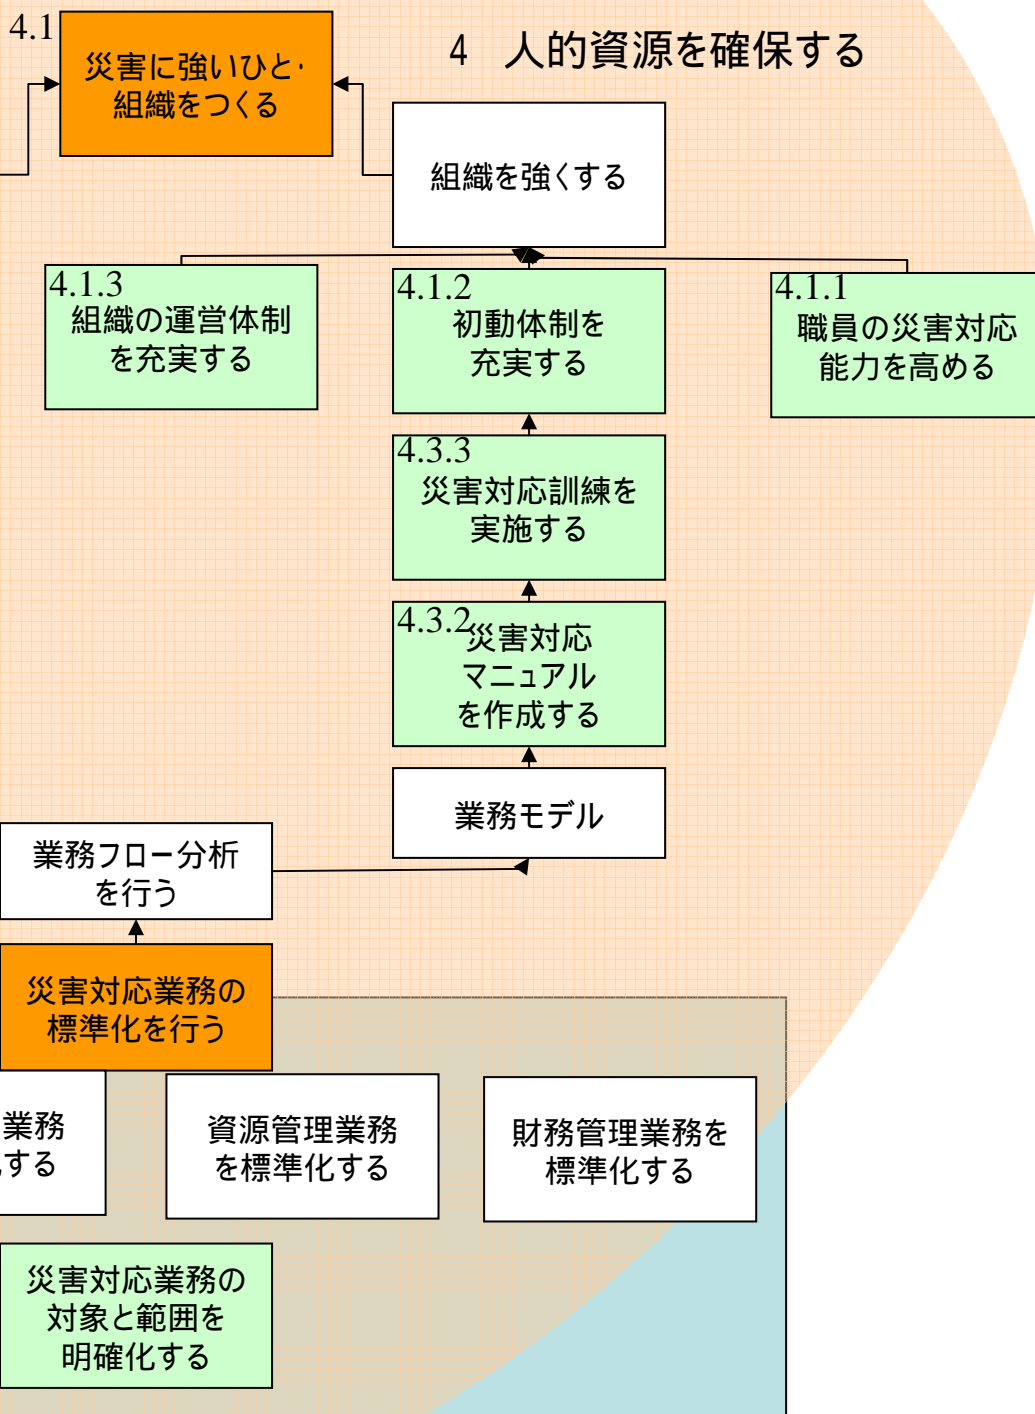 4.1
災害に強いひと・
組織をつくる
4 人的資源を確保する
組織を強くする
4.1.3
組織の運営体制
を充実する
4.1.2
初動体制を
充実する
4.1.1
職員の災害対応
能力を高める
4.3.3
災害対応訓練を
実施する
4.3.2
災害対応
マニュアル
を作成する
業務モデル
業務フロー分析
を行う
災害対応業務の
標準化を行う
業務
する
資源管理業務
を標準化する
財務管理業務を
標準化する
災害対応業務の
対象と範囲を
明確化する